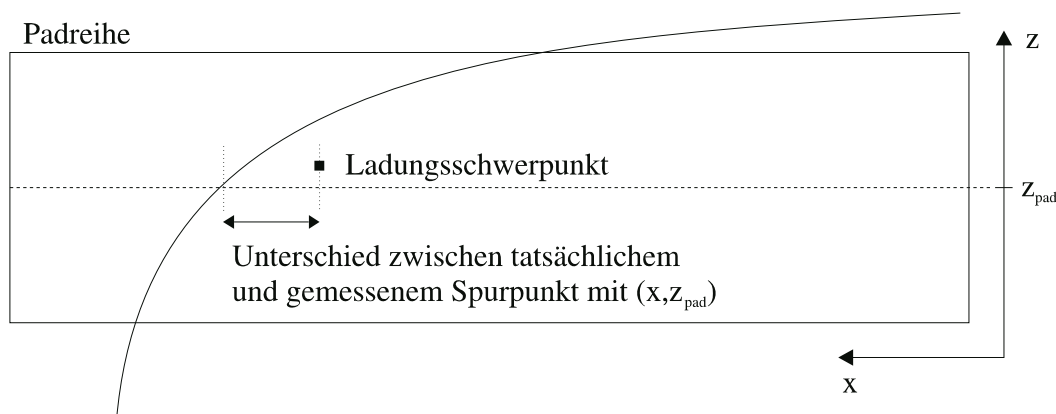 Padreihe
z
Ladungsschwerpunkt
z_pad
Unterschied zwischen tatsächlichem
und gemessenem Spurpunkt mit (x,z_pad)
x